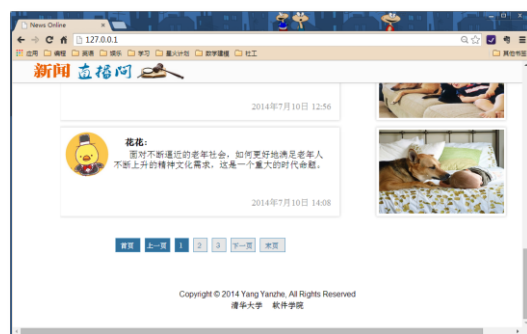 News Online
127.0.0.1
应用 编程 阅读 娱乐 学习 星火计划 数学建模 社工 其他书签
新闻直播间
2014年7月10日 12:56
花花：
面对不断逼近的老年社会，如何更好地满足老年人
不断上升的精神文化需求，这是一个重大的时代命题。
2014年7月10日 14:08
首页 上一页 1 2 3 下一页 末页
Copyright © 2014 Yang Yanzhe, All Rights Reserved
清华大学 软件学院